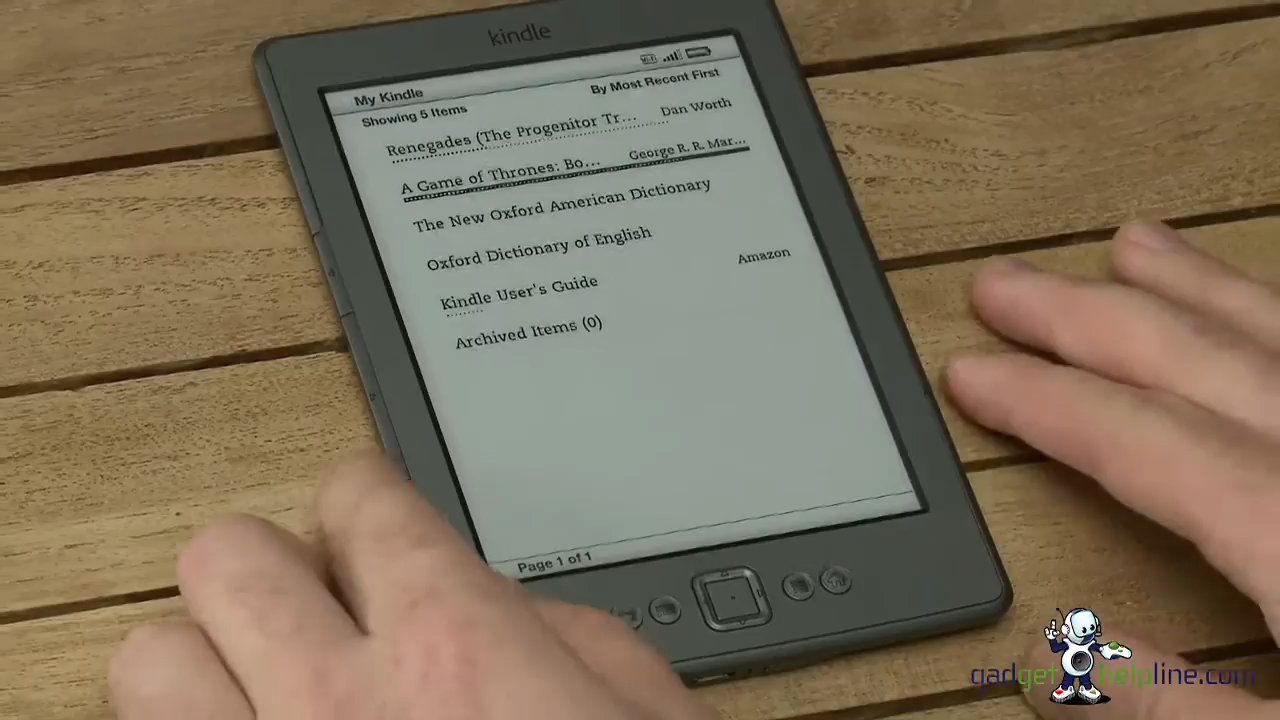 kindle
My Kindle
Showing 5 Items By Most Recent First
Renegades (The Progenitor Tr... Dan Worth
A Game of Thrones: Bo... George R. R. Mar...
The New Oxford American Dictionary
Oxford Dictionary of English
Kindle User's Guide Amazon
Archived Items (0)
Page 1 of 1
gadget helpline.com